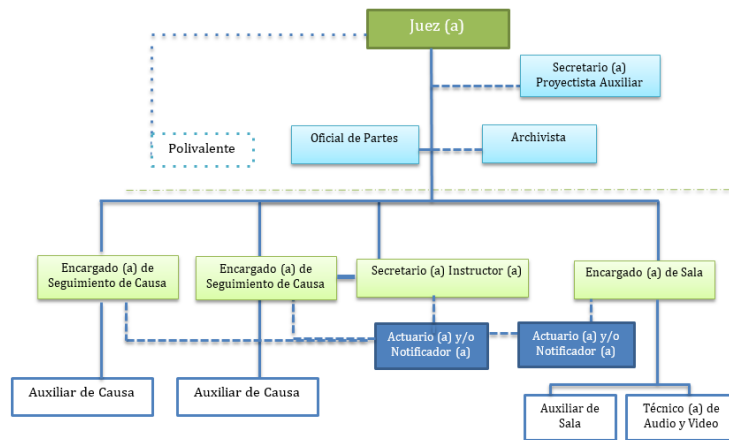 Juez (a)
Secretario (a)
Proyectista Auxiliar
Polivalente
Oficial de Partes
Archivista
Encargado (a) de
Seguimiento de Causa
Encargado (a) de
Seguimiento de Causa
Secretario (a) Instructor (a)
Encargado (a) de Sala
Actuario (a) y/o
Notificador (a)
Actuario (a) y/o
Notificador (a)
Auxiliar de Causa
Auxiliar de Causa
Auxiliar de
Sala
Técnico (a) de
Audio y Video